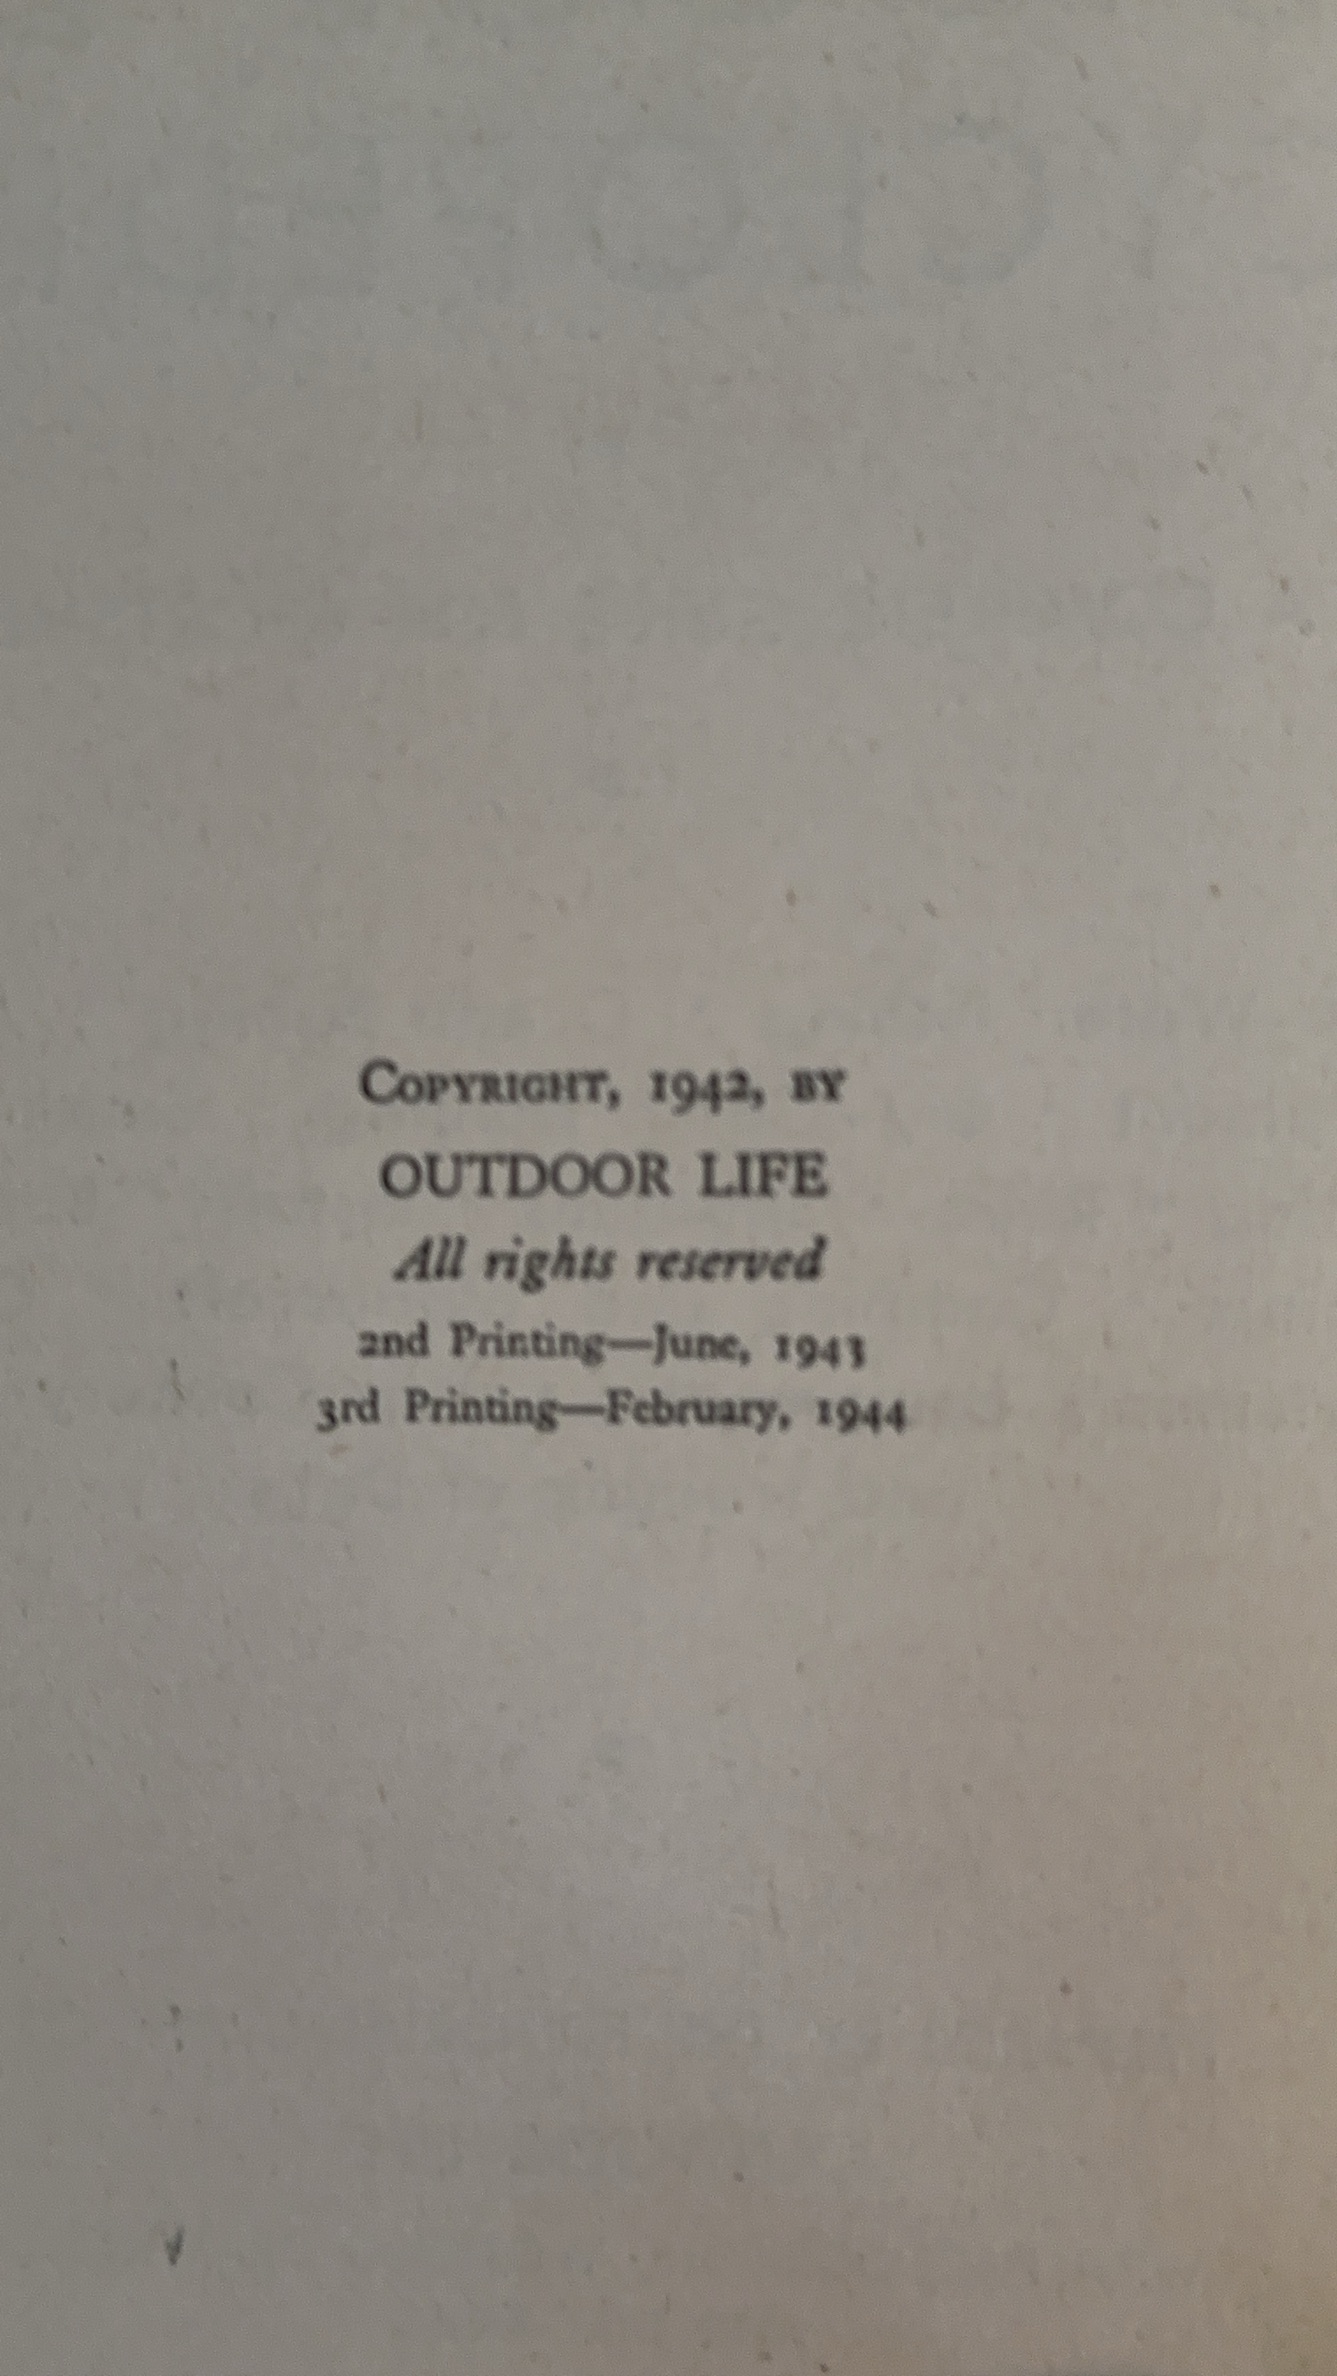 COPYRIGHT, 1942, BY
OUTDOOR LIFE
All rights reserved
2nd Printing—June, 1943
3rd Printing—February, 1944